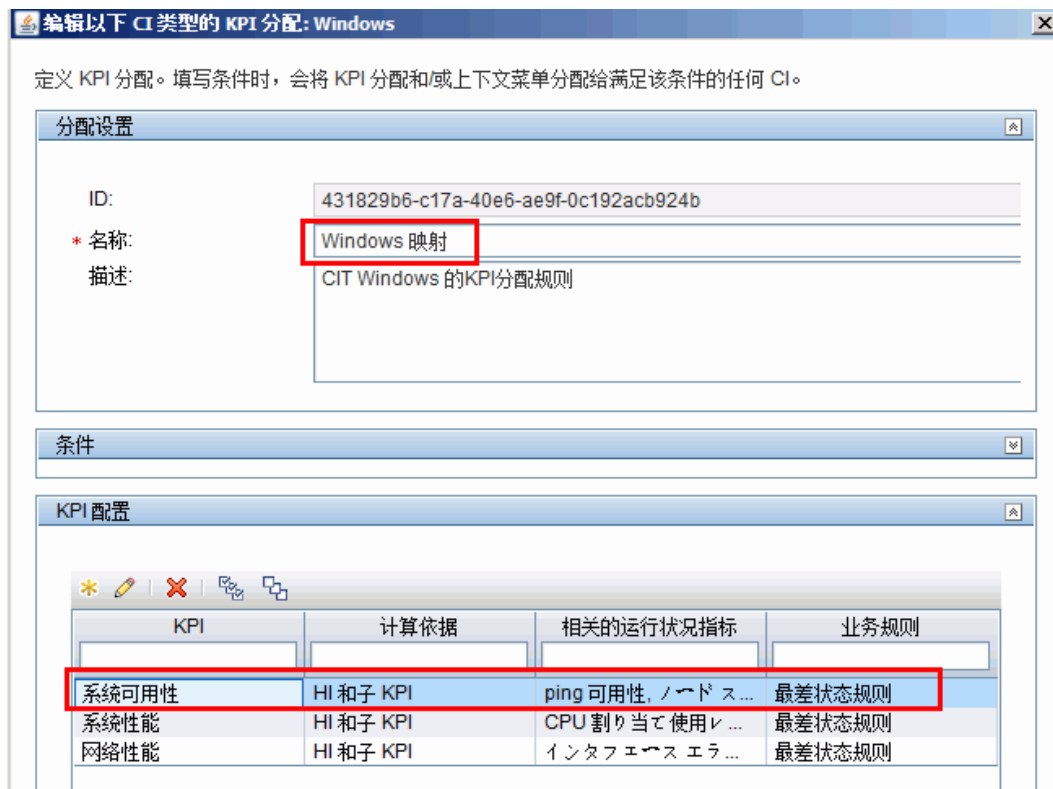 编辑以下 CI 类型的 KPI 分配: Windows
定义 KPI 分配。填写条件时，会将 KPI 分配和/或上下文菜单分配给满足该条件的任何 CI。
分配设置
ID: 431829b6-c17a-40e6-ae9f-0c192acb924b
* 名称: Windows 映射
描述: CIT Windows 的KPI分配规则
条件
KPI 配置
KPI 计算依据 相关的运行状况指标 业务规则
系统可用性 HI 和子 KPI ping 可用性, ノード ス... 最差状态规则
系统性能 HI 和子 KPI CPU 割り当て使用レ... 最差状态规则
网络性能 HI 和子 KPI インタフェース エラ... 最差状态规则